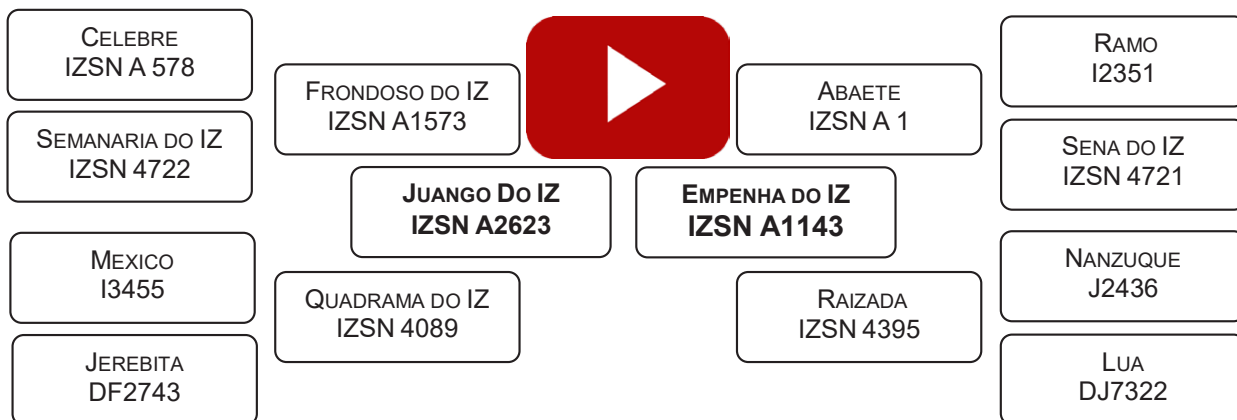 CELEBRE
IZSN A 578
SEMANARIA DO IZ
IZSN 4722
MEXICO
I3455
JEREBITA
DF2743
FRONDOSO DO IZ
IZSN A1573
QUADRAMA DO IZ
IZSN 4089
JUANGO DO IZ
IZSN A2623
EMPENHA DO IZ
IZSN A1143
ABAETE
IZSN A 1
RAIZADA
IZSN 4395
RAMO
I2351
SENA DO IZ
IZSN 4721
NANZUQUE
J2436
LUA
DJ7322